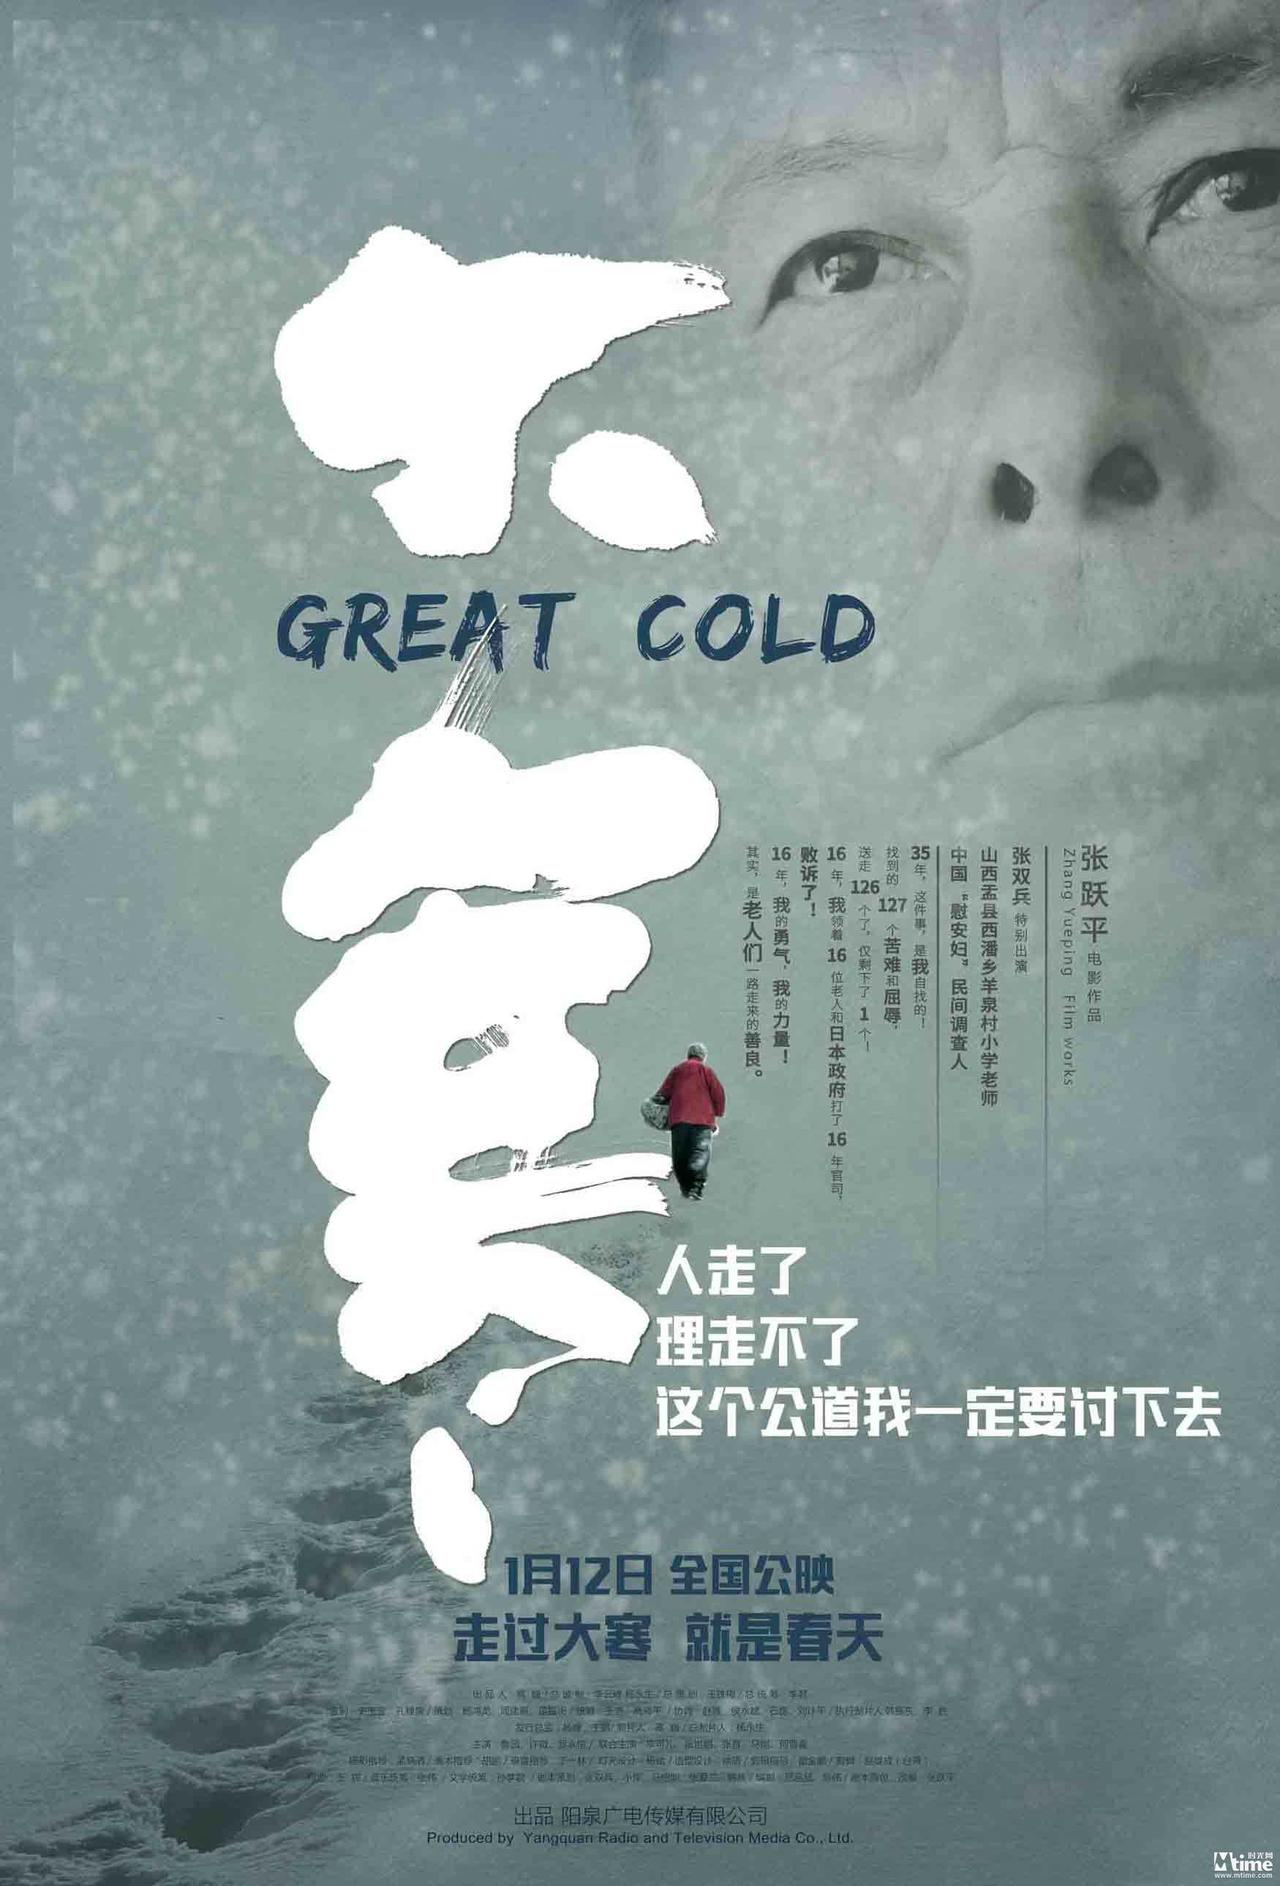 大寒
GREAT COLD
张跃平 电影作品
Zhang Yueping Film works
张双兵 特别出演
山西盂县西潘乡羊泉村小学老师
中国“慰安妇”民间调查人
35年，这件事，是我自找的！
找到的127个苦难和屈辱，
送走126个了，仅剩下了1个！
16年，我领着16位老人和日本政府打了16年官司，
败诉了！
16年，我的勇气，我的力量！
其实，是老人们一路走来的善良。
人走了
理走不了
这个公道我一定要讨下去
1月12日 全国公映
走过大寒 就是春天
出品 阳泉广电传媒有限公司
Produced by Yangquan Radio and Television Media Co., Ltd.
Mtime 时光网
www.mtime.com